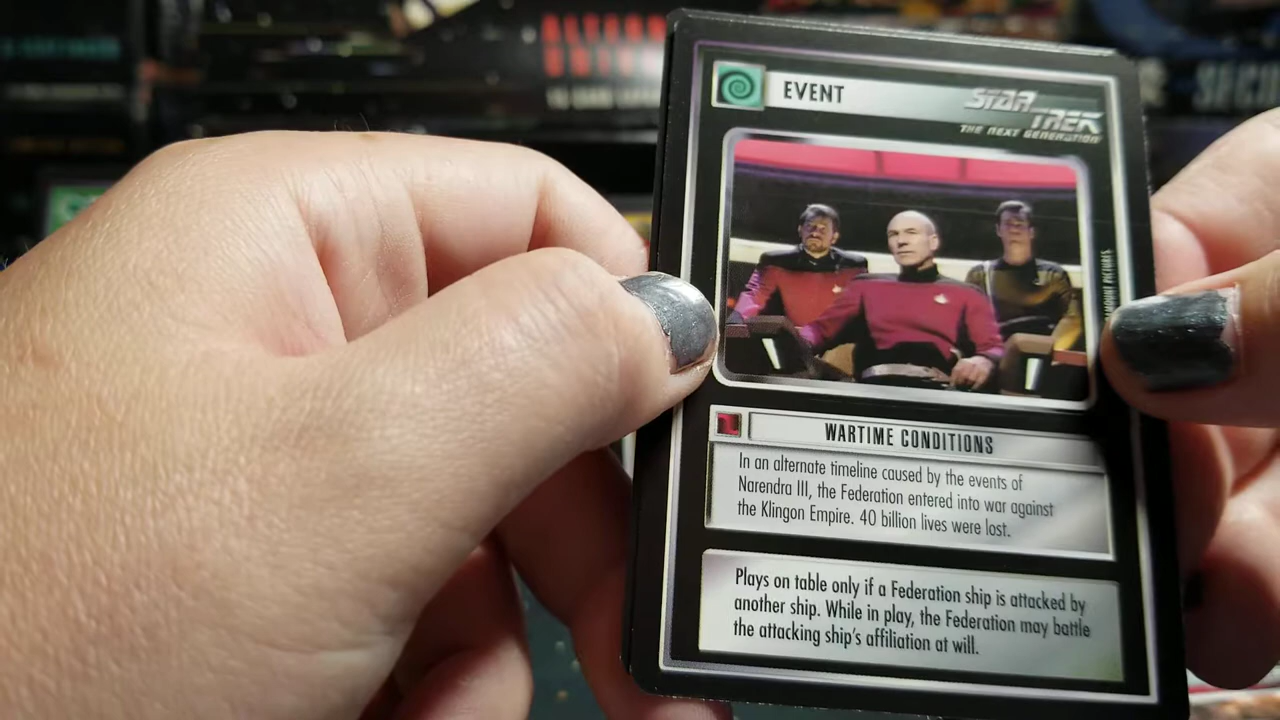 EVENT
STAR TREK
THE NEXT GENERATION
WARTIME CONDITIONS
In an alternate timeline caused by the events of
Narendra III, the Federation entered into war against
the Klingon Empire. 40 billion lives were lost.
Plays on table only if a Federation ship is attacked by
another ship. While in play, the Federation may battle
the attacking ship's affiliation at will.